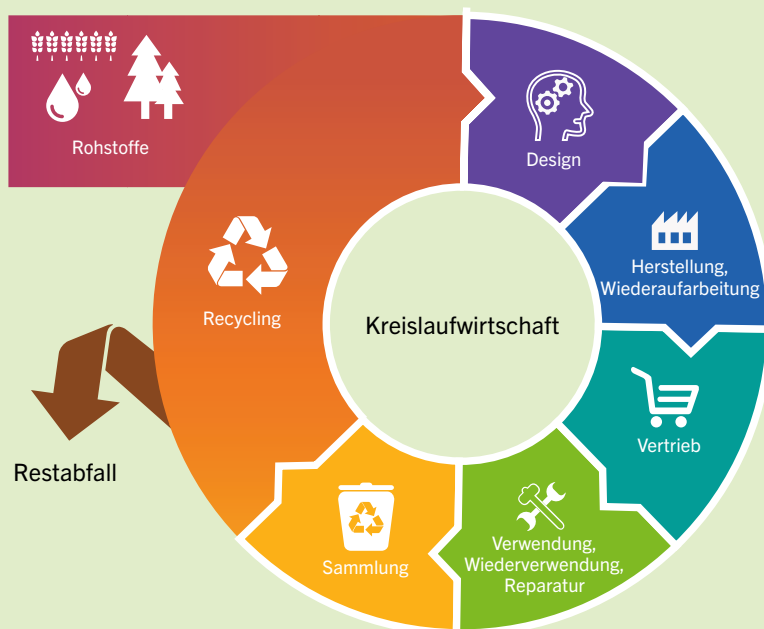 Rohstoffe
Design
Herstellung,
Wiederaufarbeitung
Recycling
Kreislaufwirtschaft
Vertrieb
Restabfall
Verwendung,
Wiederverwendung,
Reparatur
Sammlung